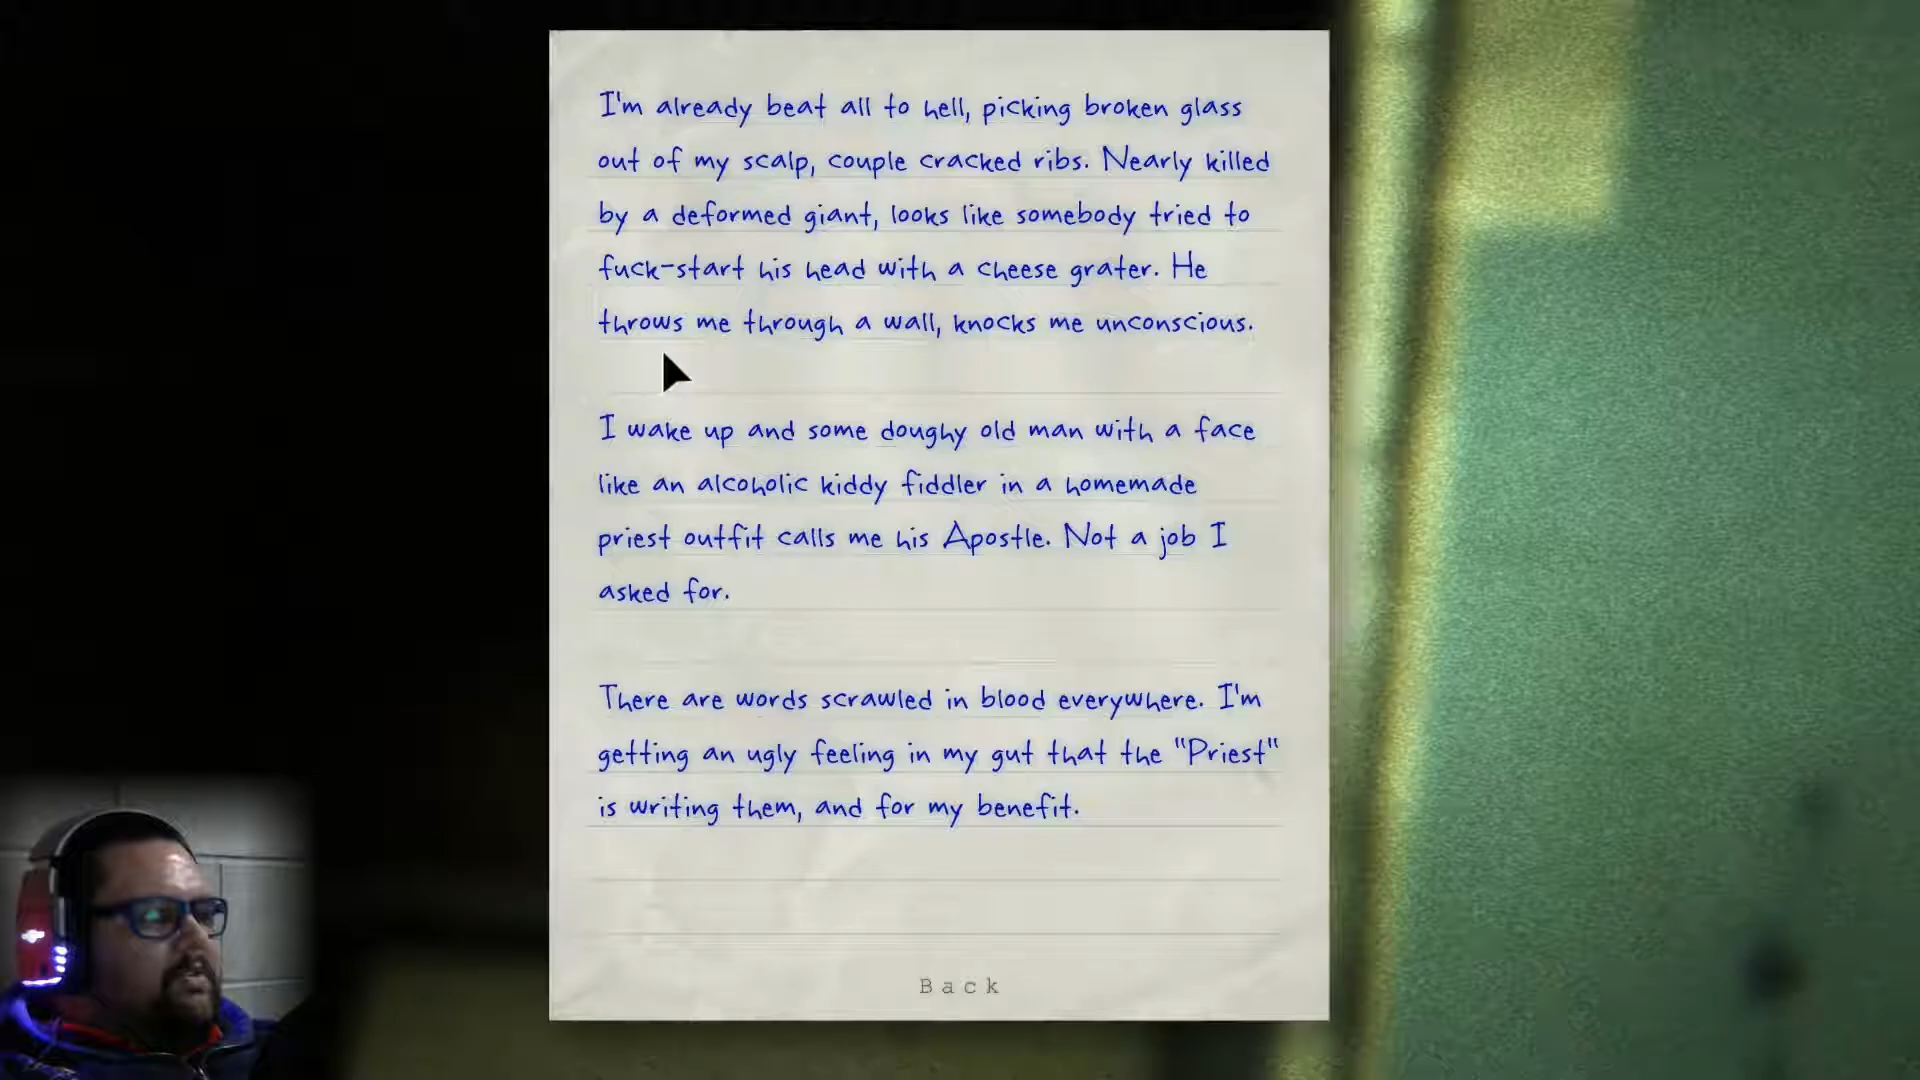 I'm already beat all to hell, picking broken glass
out of my scalp, couple cracked ribs. Nearly killed
by a deformed giant, looks like somebody tried to
fuck-start his head with a cheese grater. He
throws me through a wall, knocks me unconscious.
I wake up and some doughy old man with a face
like an alcoholic kiddy fiddler in a homemade
priest outfit calls me his Apostle. Not a job I
asked for.
There are words scrawled in blood everywhere. I'm
getting an ugly feeling in my gut that the "Priest"
is writing them, and for my benefit.
Back